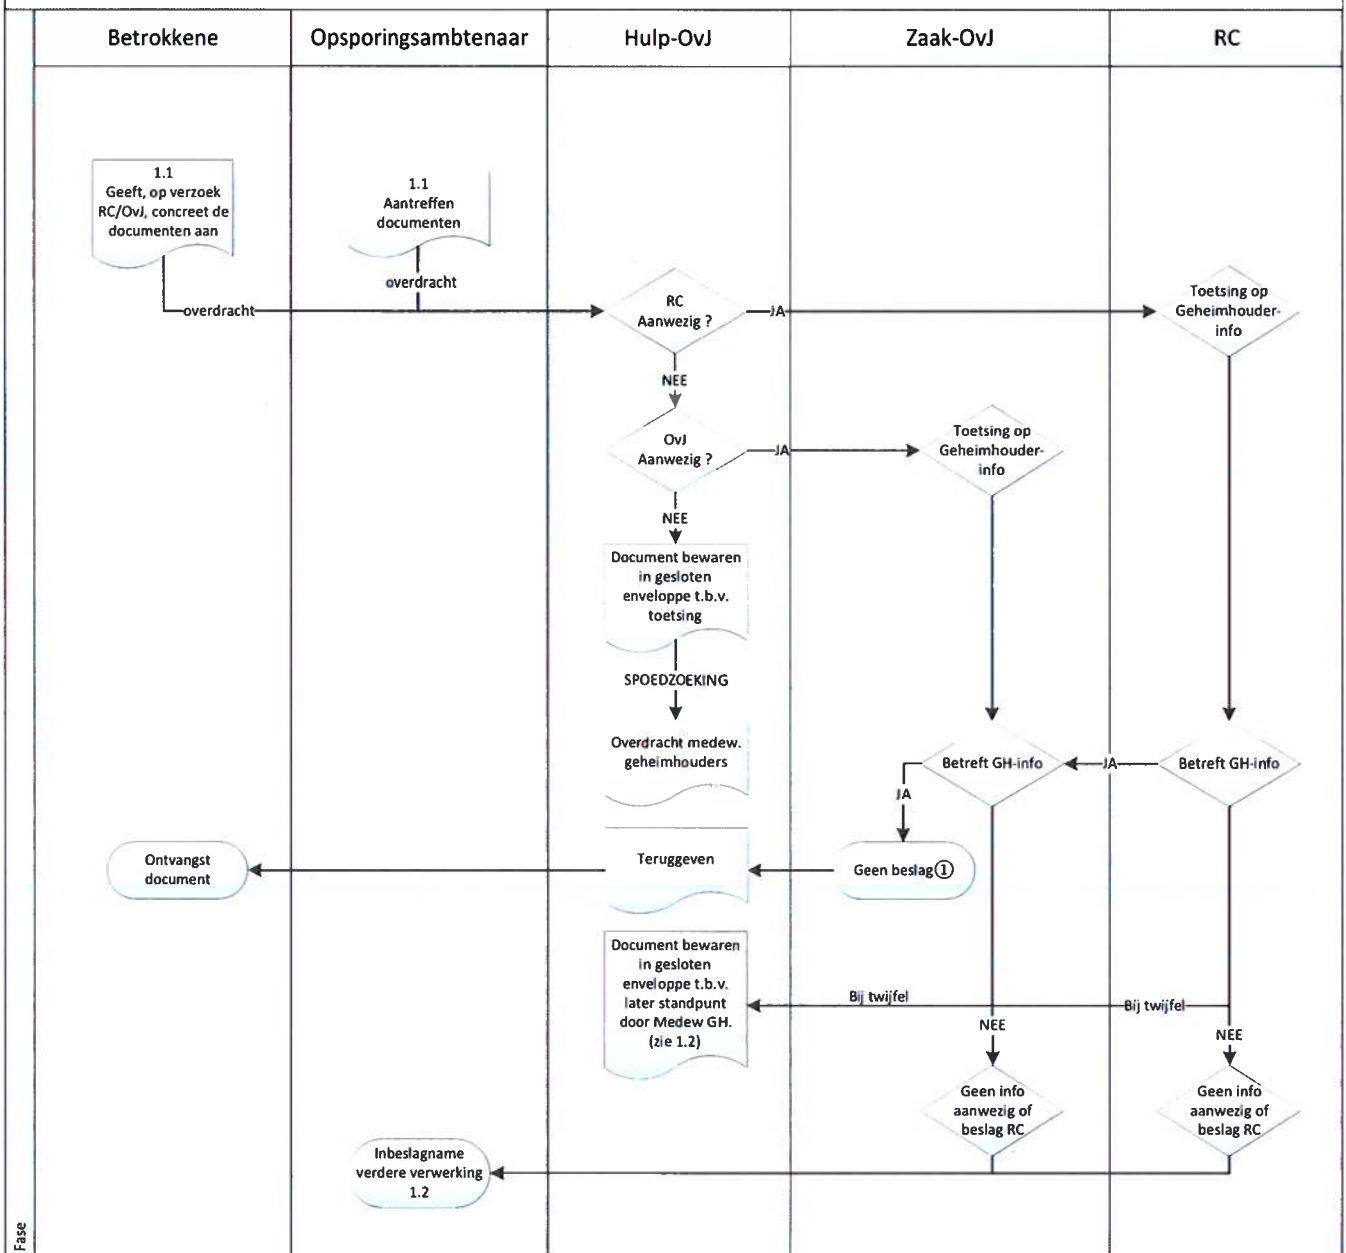 Betrokkene
Opsporingsambtenaar
Hulp-OvJ
Zaak-OvJ
RC
1.1
Geeft, op verzoek
RC/OvJ, concreet de
documenten aan
1.1
Aantreffen
documenten
overdracht
overdracht
RC
Aanwezig ?
JA
Toetsing op
Geheimhouder-
info
NEE
OvJ
Aanwezig ?
JA
Toetsing op
Geheimhouder-
info
NEE
Document bewaren
in gesloten
enveloppe t.b.v.
toetsing
SPOEDZOEKING
Overdracht medew.
geheimhouders
Betreft GH-info
JA
Betreft GH-info
JA
Ontvangst
document
Teruggeven
Geen beslag①
Document bewaren
in gesloten
enveloppe t.b.v.
later standpunt
door Medew GH.
(zie 1.2)
Bij twijfel
Bij twijfel
NEE
NEE
Geen info
aanwezig of
beslag RC
Geen info
aanwezig of
beslag RC
Inbeslagname
verdere verwerking
1.2
Fase